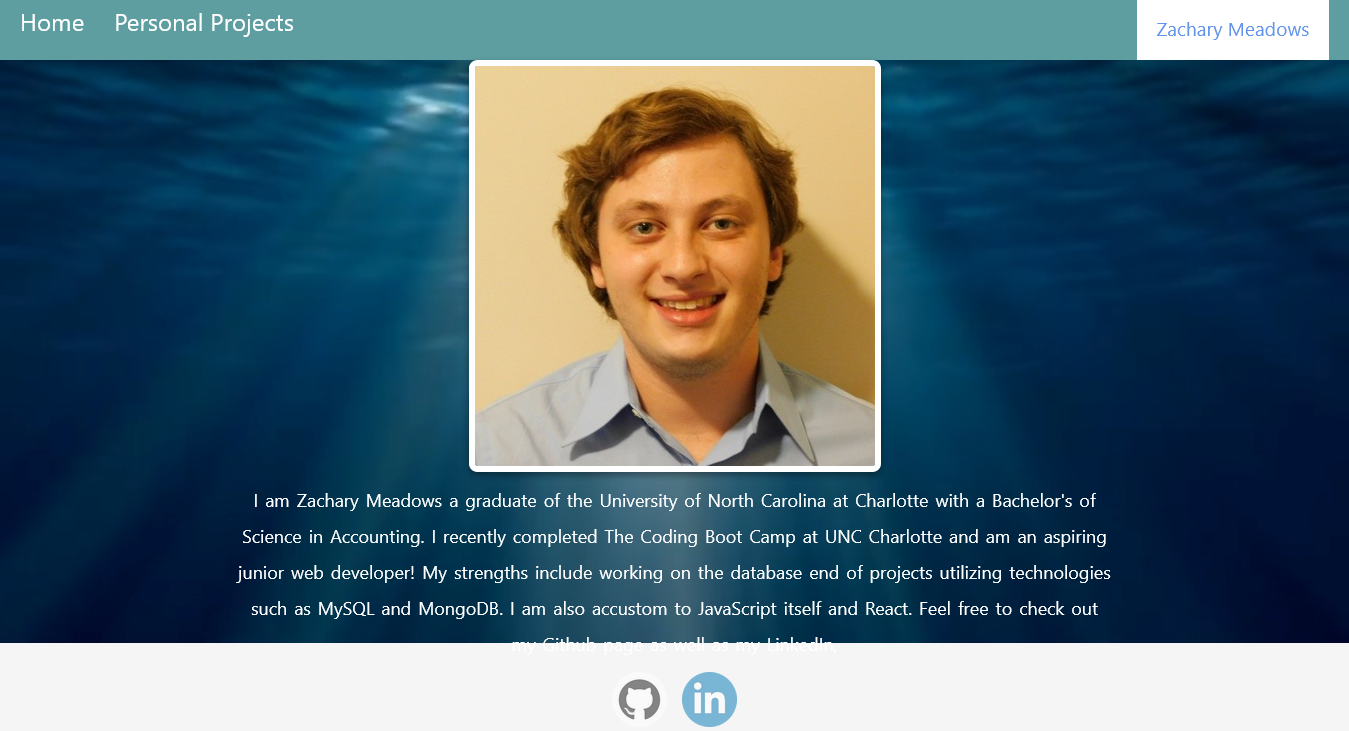 Home Personal Projects
Zachary Meadows
I am Zachary Meadows a graduate of the University of North Carolina at Charlotte with a Bachelor's of
Science in Accounting. I recently completed The Coding Boot Camp at UNC Charlotte and am an aspiring
junior web developer! My strengths include working on the database end of projects utilizing technologies
such as MySQL and MongoDB. I am also accustom to JavaScript itself and React. Feel free to check out
my Github page as well as my LinkedIn.
in